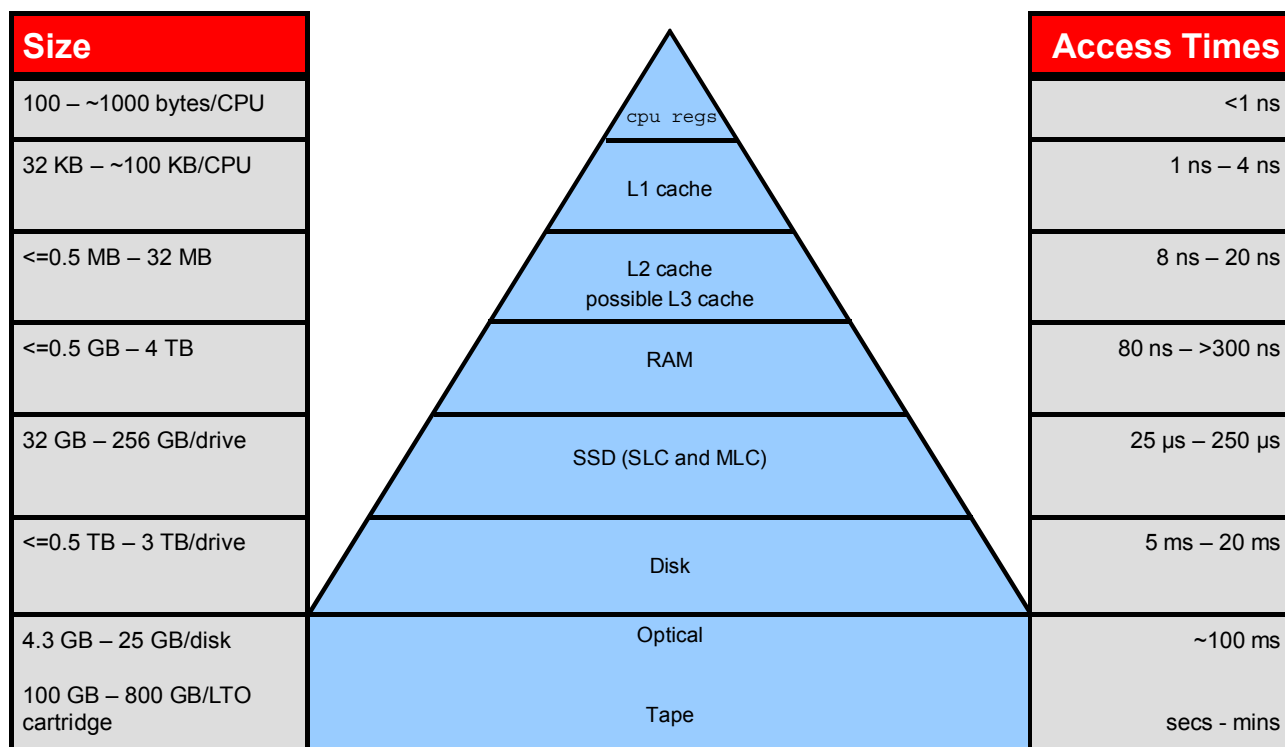 Size
Access Times
100 – ~1000 bytes/CPU
cpu regs
<1 ns
32 KB – ~100 KB/CPU
L1 cache
1 ns – 4 ns
<=0.5 MB – 32 MB
L2 cache
possible L3 cache
8 ns – 20 ns
<=0.5 GB – 4 TB
RAM
80 ns – >300 ns
32 GB – 256 GB/drive
SSD (SLC and MLC)
25 µs – 250 µs
<=0.5 TB – 3 TB/drive
Disk
5 ms – 20 ms
4.3 GB – 25 GB/disk
Optical
~100 ms
100 GB – 800 GB/LTO
cartridge
Tape
secs - mins